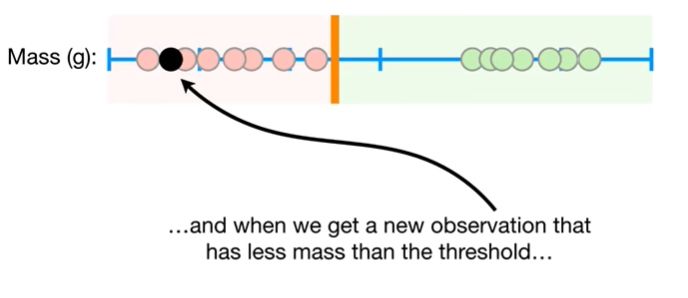 Mass (g):
...and when we get a new observation that
has less mass than the threshold...